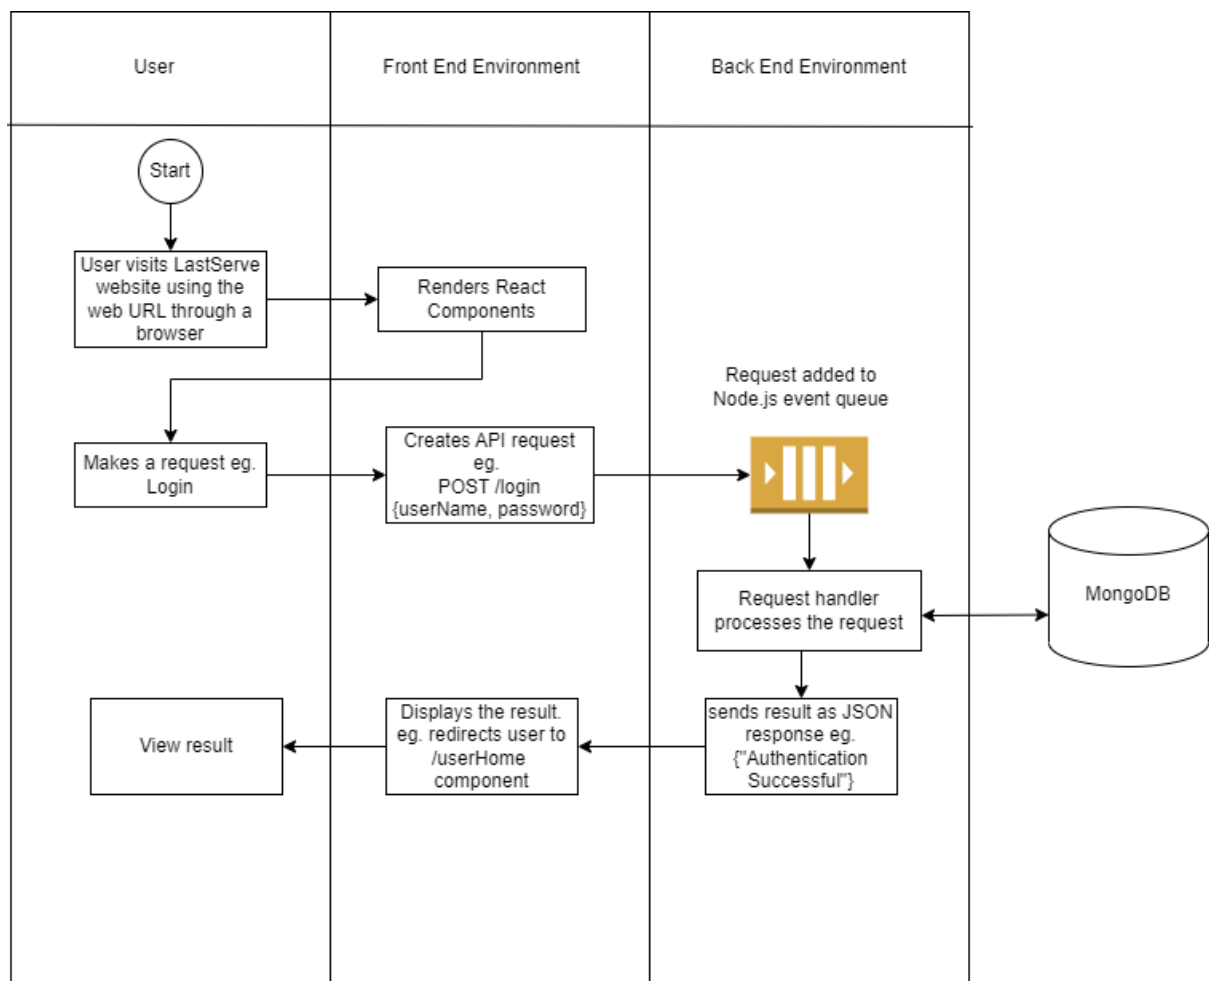 User
Front End Environment
Back End Environment
Start
User visits LastServe
website using the
web URL through a
browser
Renders React
Components
Request added to
Node.js event queue
Makes a request eg.
Login
Creates API request
eg.
POST /login
{userName, password}
Request handler
processes the request
MongoDB
View result
Displays the result.
eg. redirects user to
/userHome
component
sends result as JSON
response eg.
{"Authentication
Successful"}